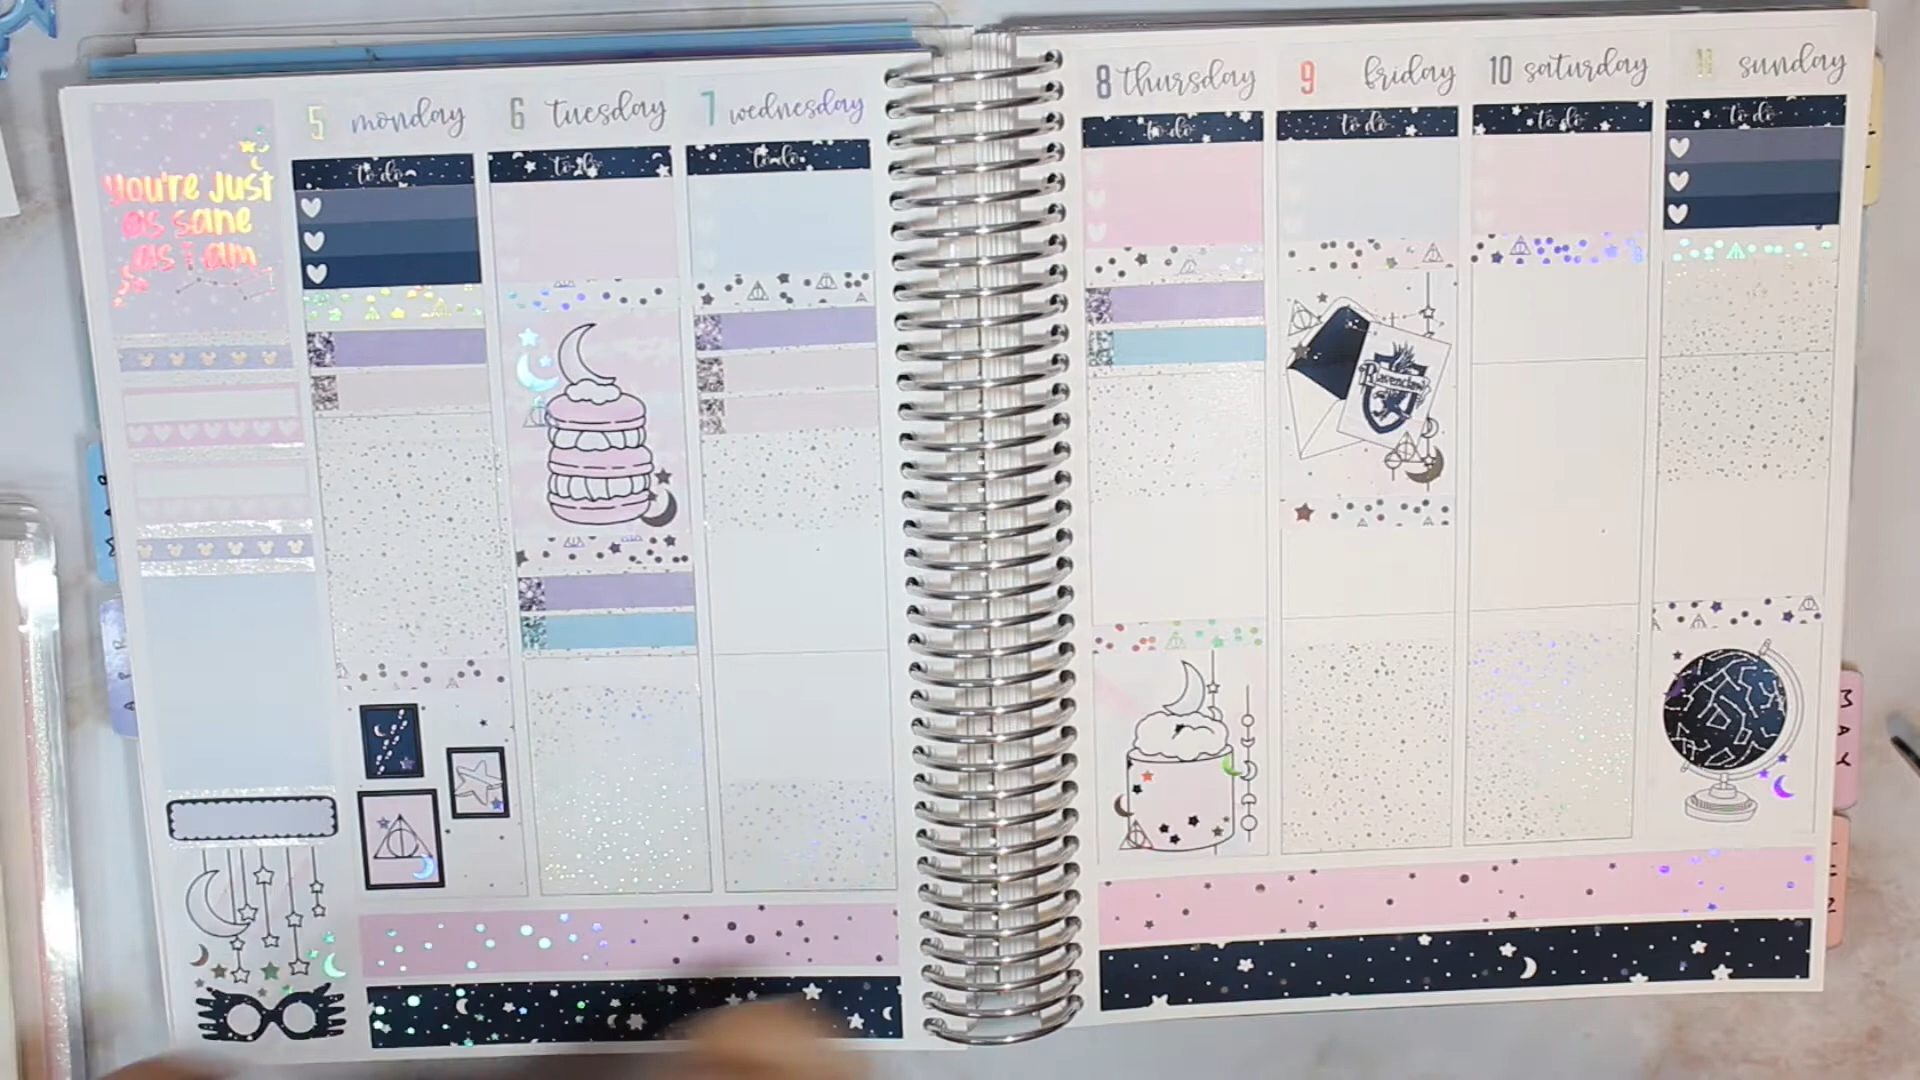 5 monday
6 tuesday
7 wednesday
8 thursday
9 friday
10 saturday
11 sunday
to do
to do
to do
to do
to do
to do
to do
You're just
as sane
as i am
Ravenclaw
MAY